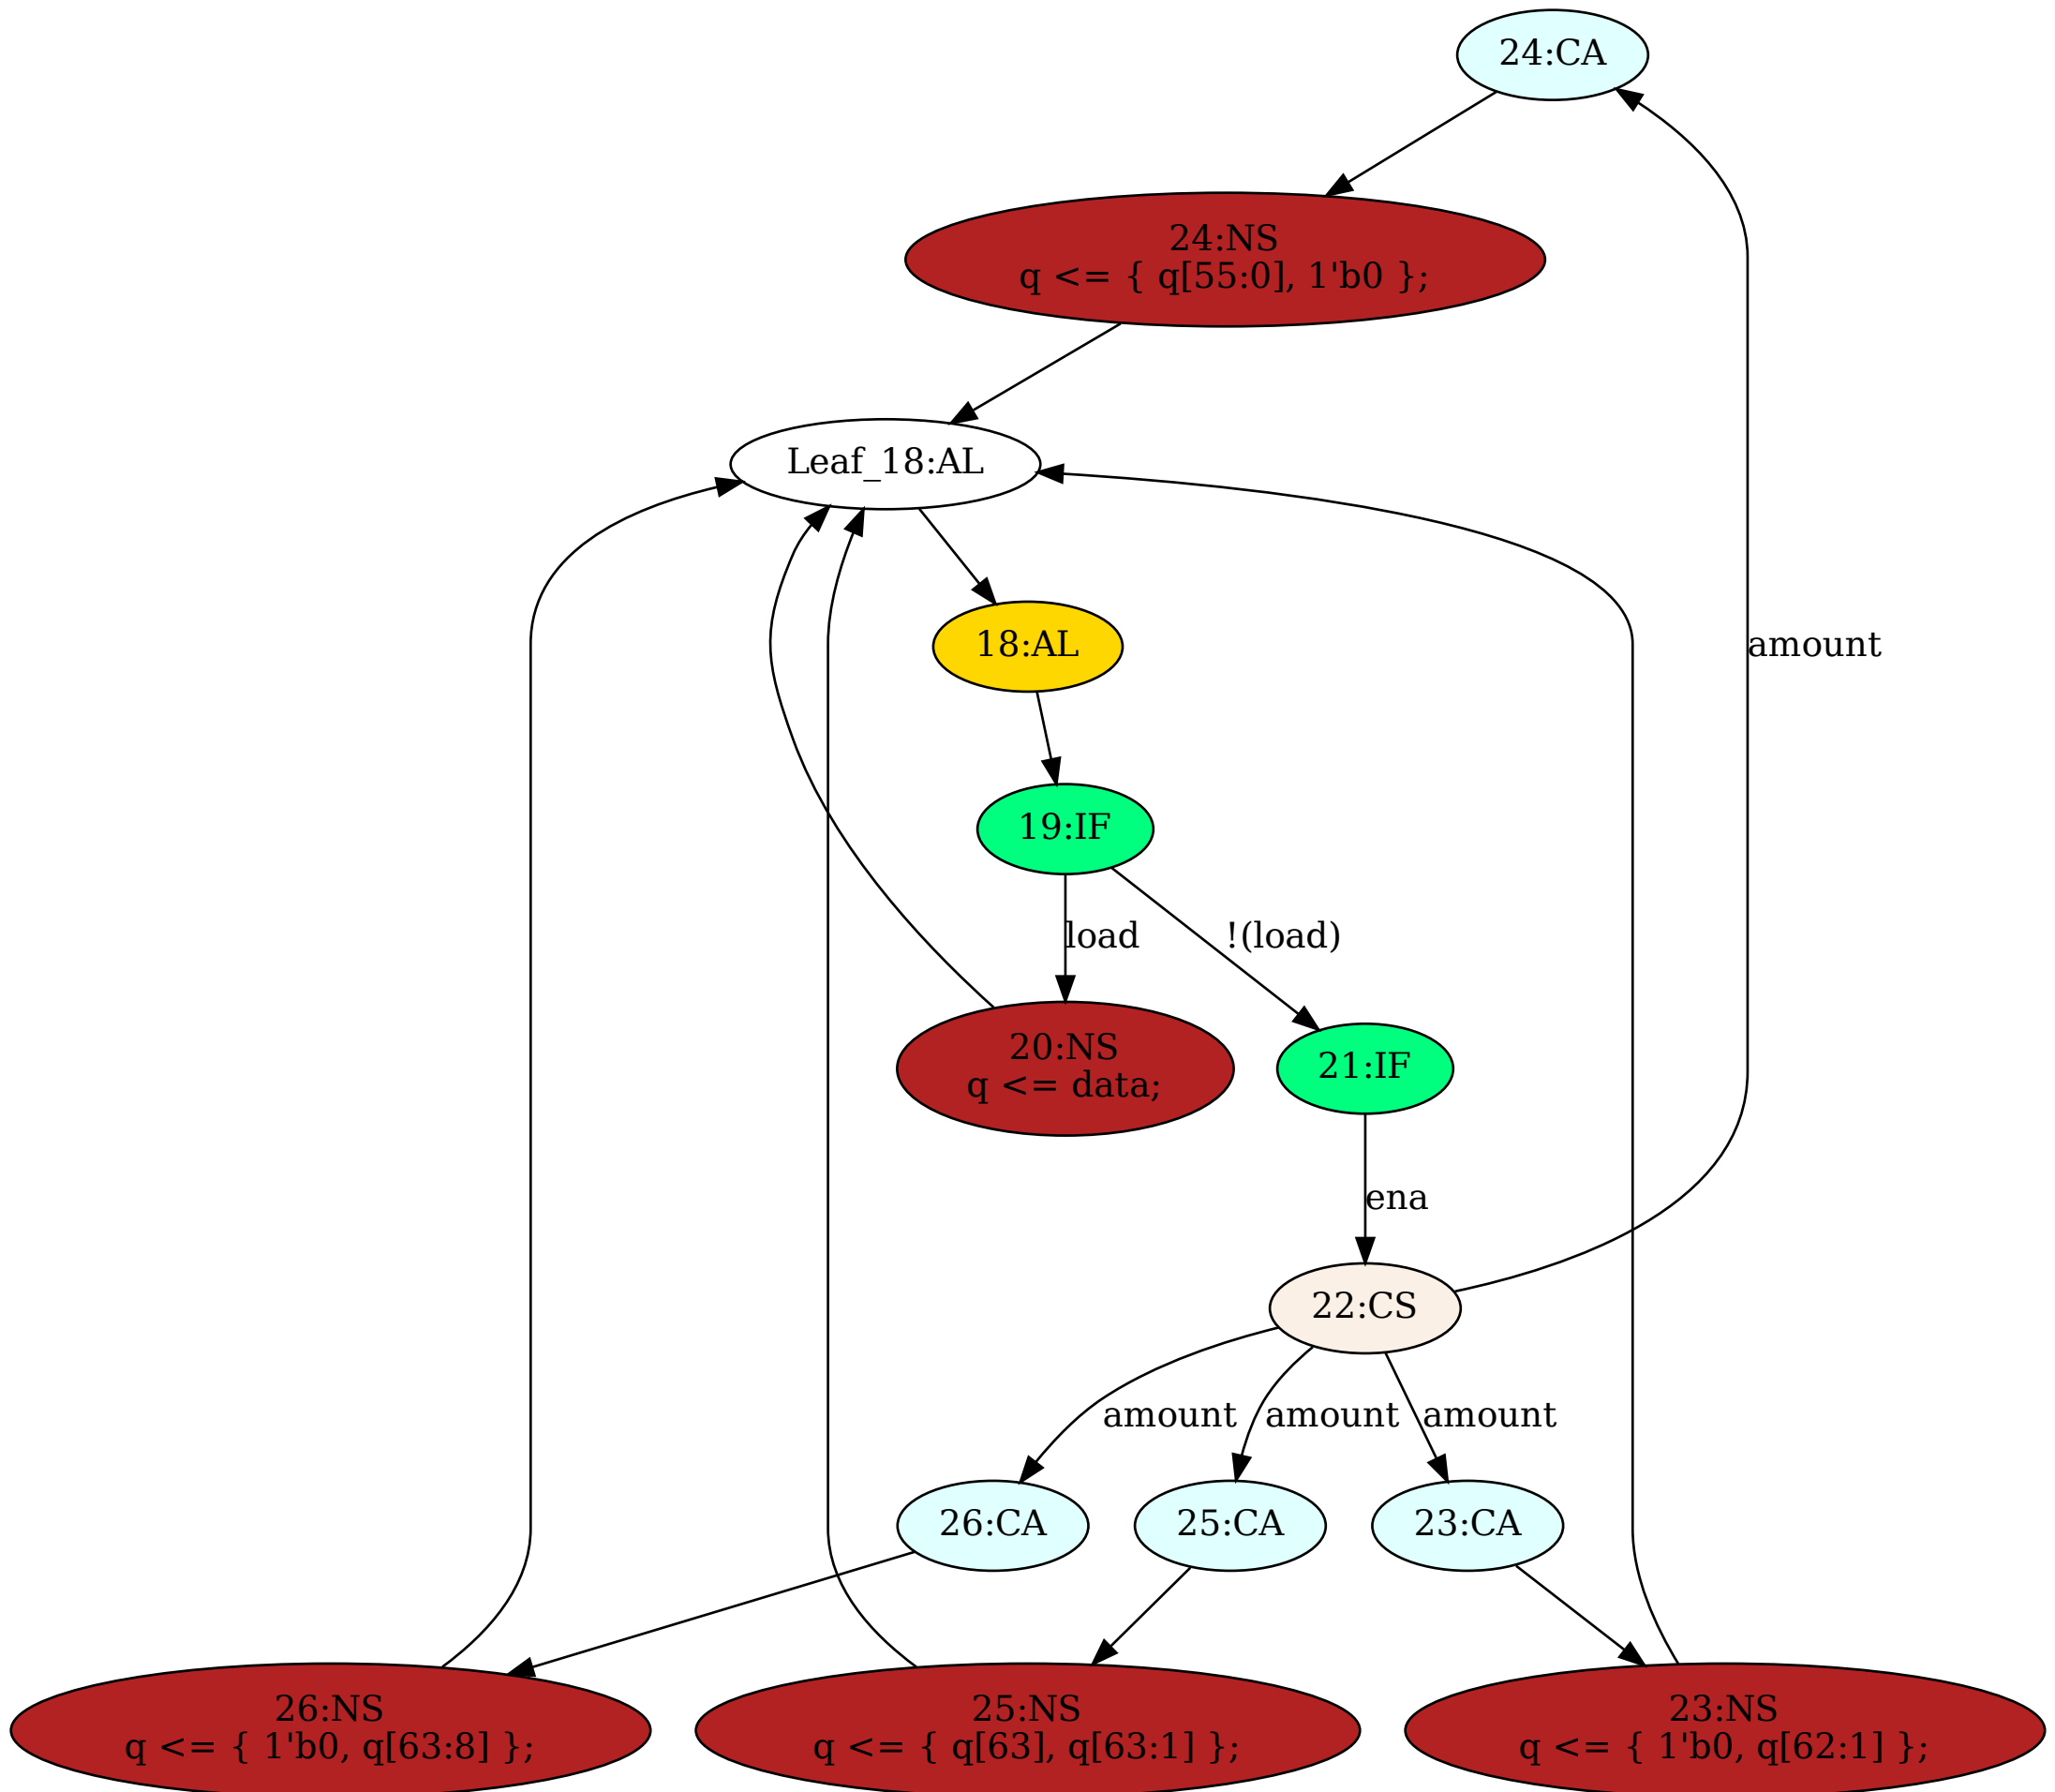 24:CA
24:NS
q <= { q[55:0], 1'b0 };
Leaf_18:AL
18:AL
amount
19:IF
load
!(load)
20:NS
q <= data;
21:IF
ena
22:CS
amount
amount
amount
26:CA
25:CA
23:CA
26:NS
q <= { 1'b0, q[63:8] };
25:NS
q <= { q[63], q[63:1] };
23:NS
q <= { 1'b0, q[62:1] };